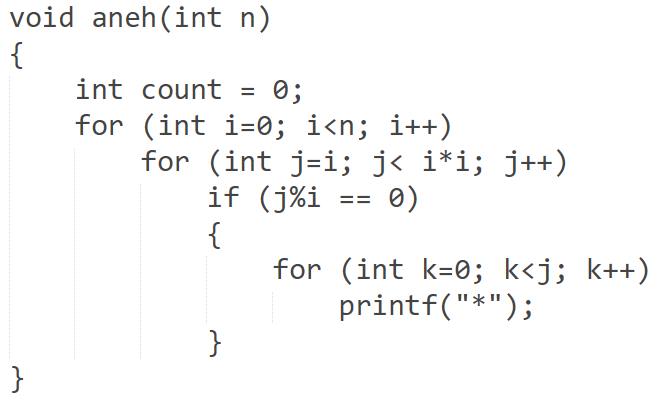 void aneh(int n)
{
    int count = 0;
    for (int i=0; i<n; i++)
        for (int j=i; j< i*i; j++)
            if (j%i == 0)
            {
                for (int k=0; k<j; k++)
                    printf("*");
            }
}